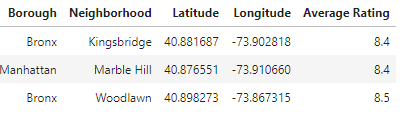 Borough Neighborhood Latitude Longitude Average Rating
Bronx Kingsbridge 40.881687 -73.902818 8.4
Manhattan Marble Hill 40.876551 -73.910660 8.4
Bronx Woodlawn 40.898273 -73.867315 8.5